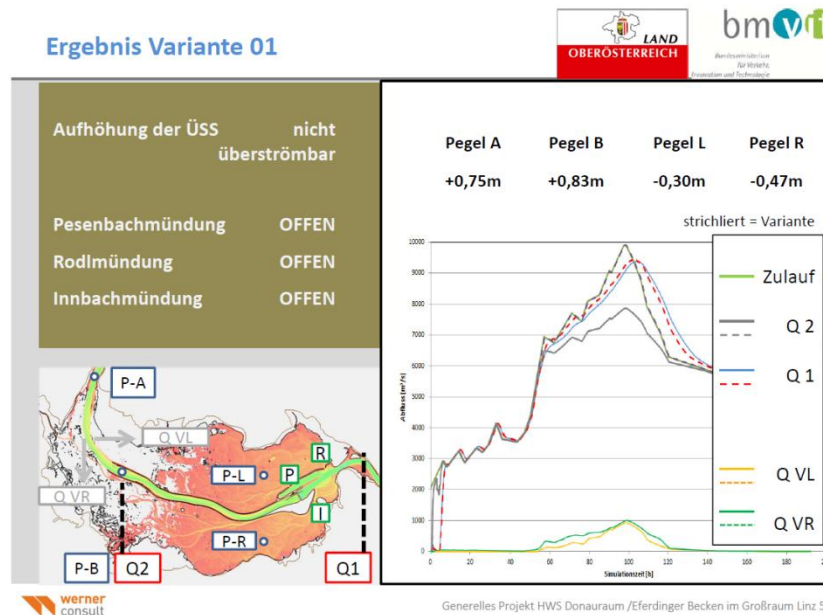 Ergebnis Variante 01
LAND
OBERÖSTERREICH
bmvit
Bundesministerium
für Verkehr,
Innovation und Technologie
Aufhöhung der ÜSS nicht
überströmbar
Pesenbachmündung OFFEN
Rodlmündung OFFEN
Innbachmündung OFFEN
Pegel A Pegel B Pegel L Pegel R
+0,75m +0,83m -0,30m -0,47m
strichliert = Variante
Zulauf
Q 2
Q 1
Q VL
Q VR
Abfluss [m³/s]
10000
9000
8000
7000
6000
5000
4000
3000
2000
1000
0
0 20 40 60 80 100 120 140 160 180
Simulationszeit [h]
P-A
Q VL
Q VR
P-L
P
R
I
P-R
P-B
Q2
Q1
werner
consult
Generelles Projekt HWS Donauraum /Eferdinger Becken im Großraum Linz 5